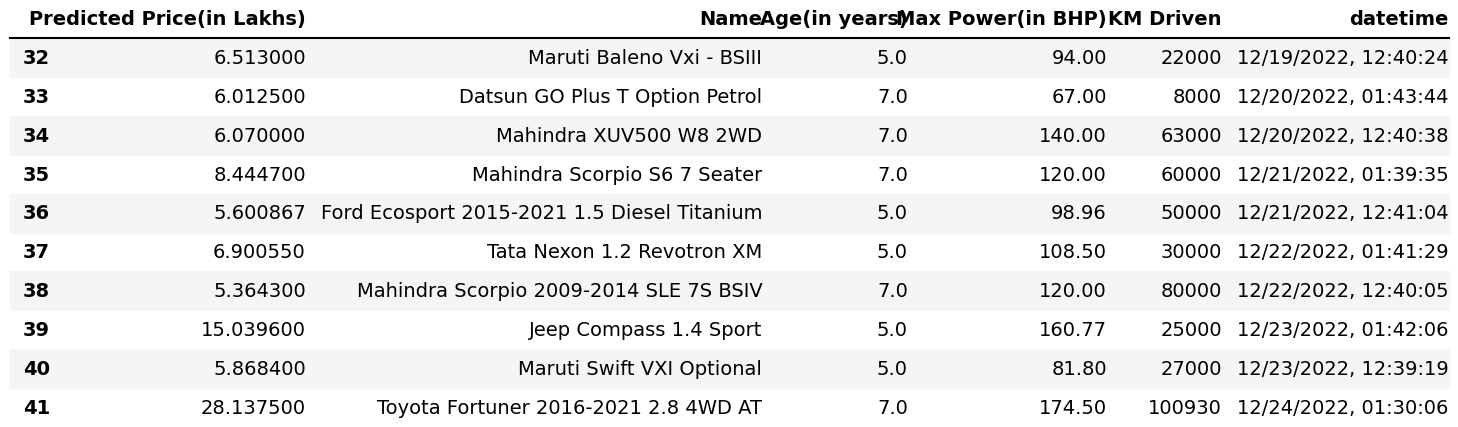 Predicted Price(in Lakhs) Name Age(in years) Max Power(in BHP) KM Driven datetime
32 6.513000 Maruti Baleno Vxi - BSIII 5.0 94.00 22000 12/19/2022, 12:40:24
33 6.012500 Datsun GO Plus T Option Petrol 7.0 67.00 8000 12/20/2022, 01:43:44
34 6.070000 Mahindra XUV500 W8 2WD 7.0 140.00 63000 12/20/2022, 12:40:38
35 8.444700 Mahindra Scorpio S6 7 Seater 7.0 120.00 60000 12/21/2022, 01:39:35
36 5.600867 Ford Ecosport 2015-2021 1.5 Diesel Titanium 5.0 98.96 50000 12/21/2022, 12:41:04
37 6.900550 Tata Nexon 1.2 Revotron XM 5.0 108.50 30000 12/22/2022, 01:41:29
38 5.364300 Mahindra Scorpio 2009-2014 SLE 7S BSIV 7.0 120.00 80000 12/22/2022, 12:40:05
39 15.039600 Jeep Compass 1.4 Sport 5.0 160.77 25000 12/23/2022, 01:42:06
40 5.868400 Maruti Swift VXI Optional 5.0 81.80 27000 12/23/2022, 12:39:19
41 28.137500 Toyota Fortuner 2016-2021 2.8 4WD AT 7.0 174.50 100930 12/24/2022, 01:30:06